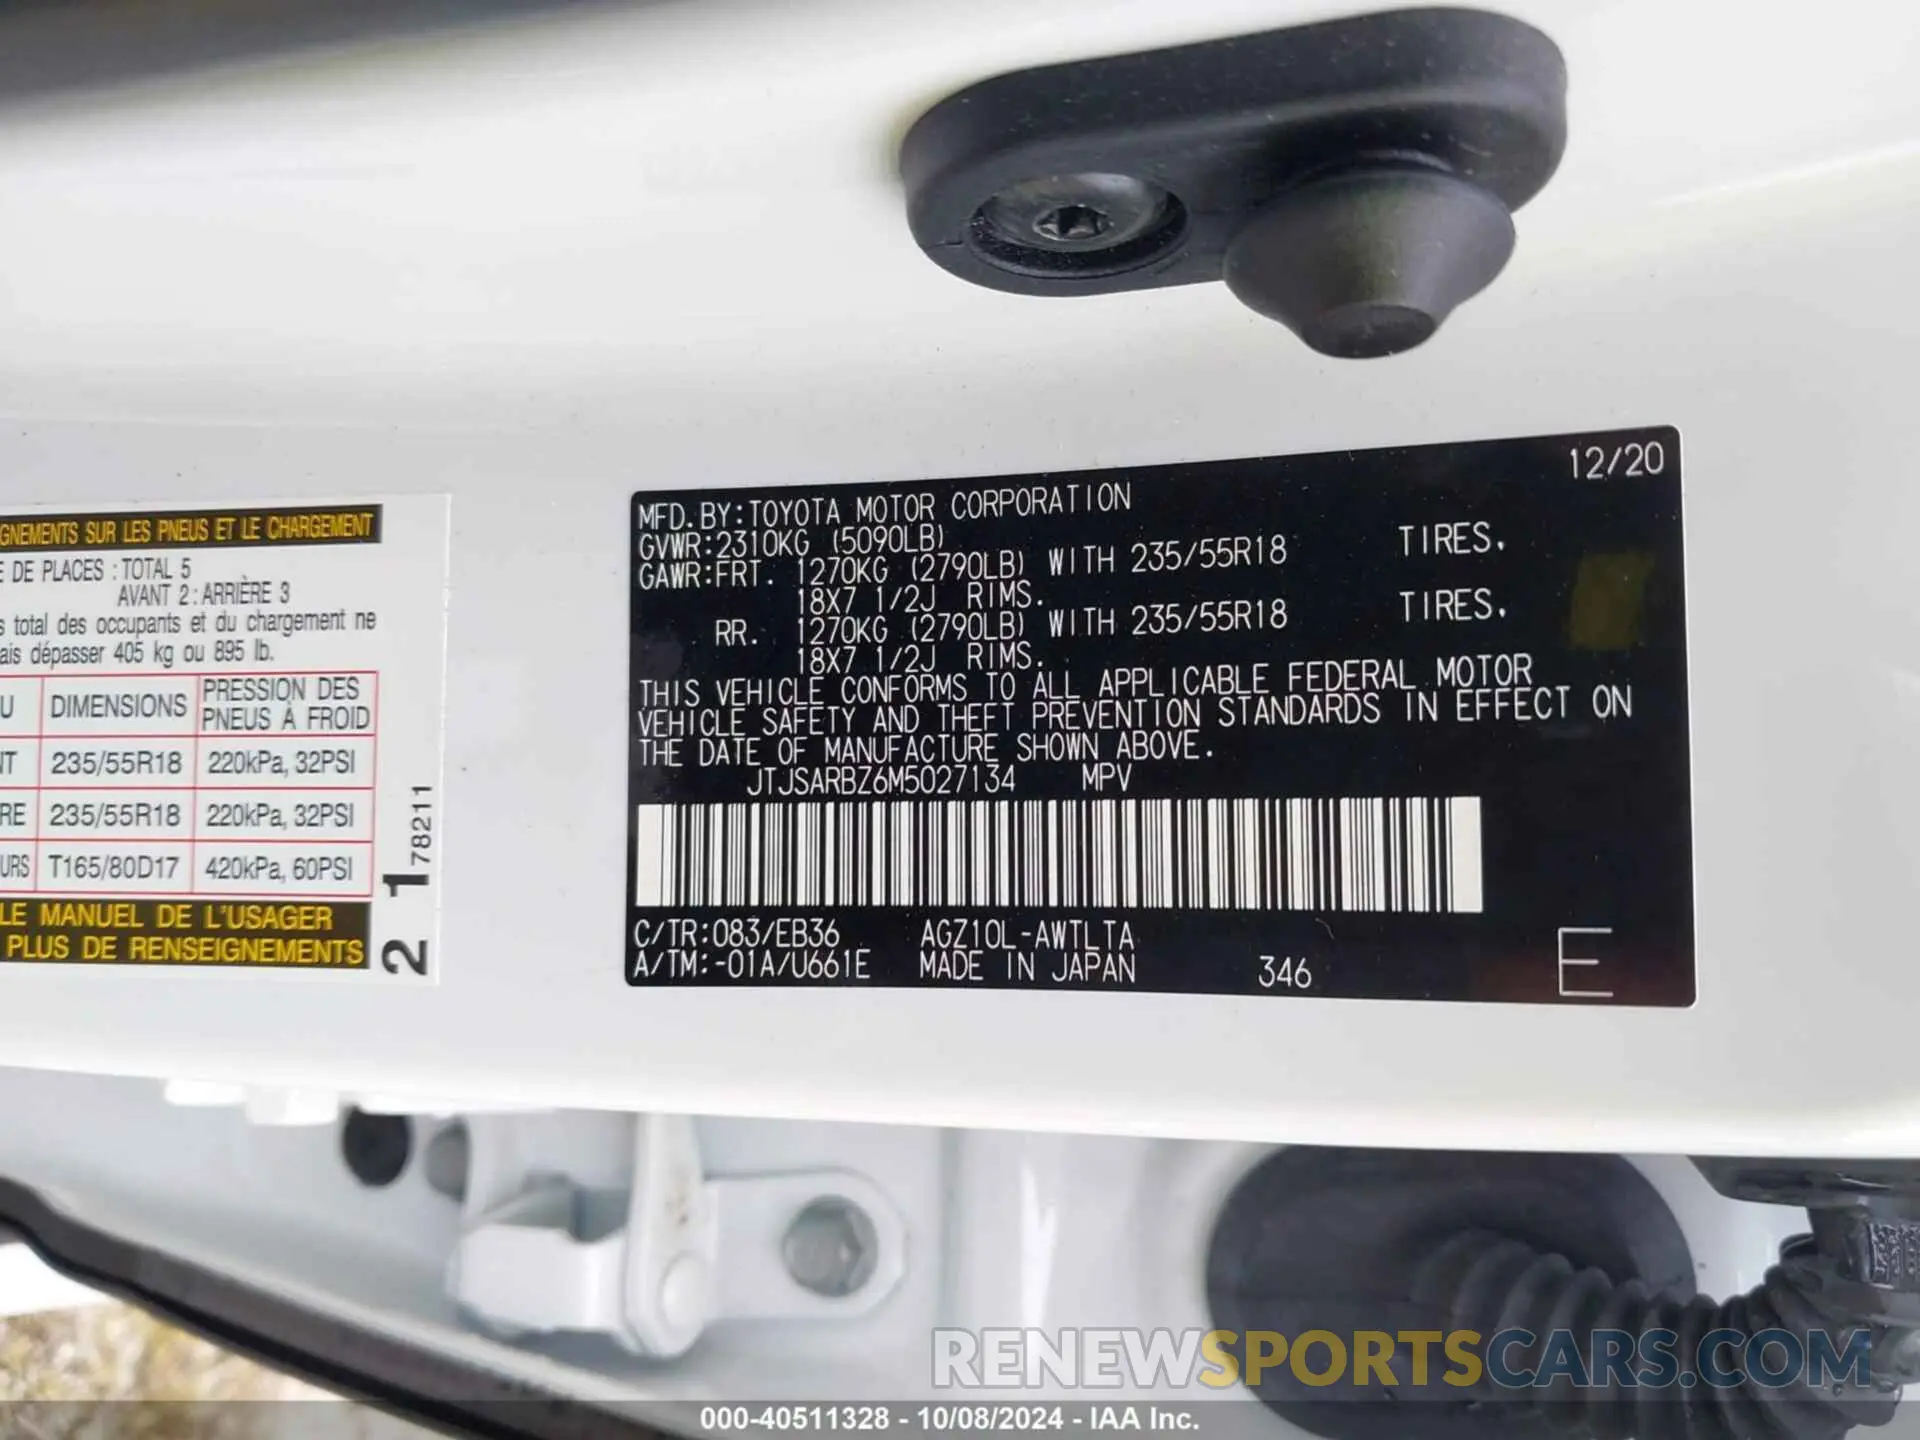 GNEMENTS SUR LES PNEUS ET LE CHARGEMENT
E DE PLACES : TOTAL 5
AVANT 2 : ARRIÈRE 3
s total des occupants et du chargement ne
ais dépasser 405 kg ou 895 lb.
U DIMENSIONS PRESSION DES PNEUS À FROID
NT 235/55R18 220kPa, 32PSI
RE 235/55R18 220kPa, 32PSI
URS T165/80D17 420kPa, 60PSI
LE MANUEL DE L'USAGER
PLUS DE RENSEIGNEMENTS
2 1 78211
12/20
MFD. BY:TOYOTA MOTOR CORPORATION
GVWR:2310KG (5090LB)
GAWR:FRT. 1270KG (2790LB) WITH 235/55R18 TIRES.
18X7 1/2J RIMS.
RR. 1270KG (2790LB) WITH 235/55R18 TIRES.
18X7 1/2J RIMS.
THIS VEHICLE CONFORMS TO ALL APPLICABLE FEDERAL MOTOR
VEHICLE SAFETY AND THEFT PREVENTION STANDARDS IN EFFECT ON
THE DATE OF MANUFACTURE SHOWN ABOVE.
JTJSARBZ6M5027134 MPV
C/TR:083/EB36 AGZ10L-AWTLTA
A/TM:-01A/U661E MADE IN JAPAN 346 E
RENEWSPORTSCARS.COM
000-40511328 - 10/08/2024 - IAA Inc.